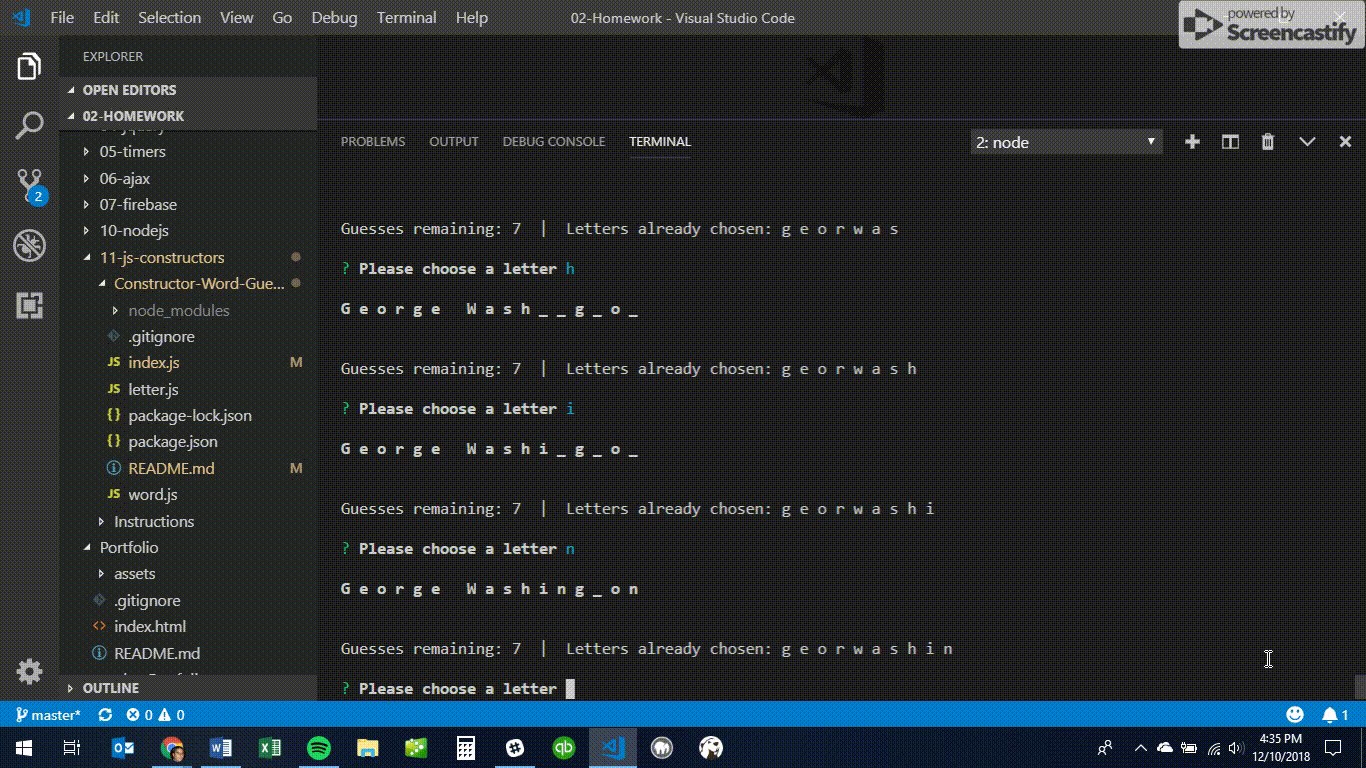 File Edit Selection View Go Debug Terminal Help
02-Homework - Visual Studio Code
powered by
Screencastify
EXPLORER
OPEN EDITORS
02-HOMEWORK
05-timers
06-ajax
07-firebase
10-nodejs
11-js-constructors
Constructor-Word-Gue...
node_modules
.gitignore
JS index.js M
JS letter.js
{} package-lock.json
{} package.json
README.md M
JS word.js
Instructions
Portfolio
assets
.gitignore
<> index.html
README.md
OUTLINE
2
PROBLEMS OUTPUT DEBUG CONSOLE TERMINAL
2: node
Guesses remaining: 7 | Letters already chosen: g e o r w a s
? Please choose a letter h
G e o r g e   W a s h _ _ g _ o _
Guesses remaining: 7 | Letters already chosen: g e o r w a s h
? Please choose a letter i
G e o r g e   W a s h i _ g _ o _
Guesses remaining: 7 | Letters already chosen: g e o r w a s h i
? Please choose a letter n
G e o r g e   W a s h i n g _ o n
Guesses remaining: 7 | Letters already chosen: g e o r w a s h i n
? Please choose a letter
master* 0 0
1
4:35 PM
12/10/2018